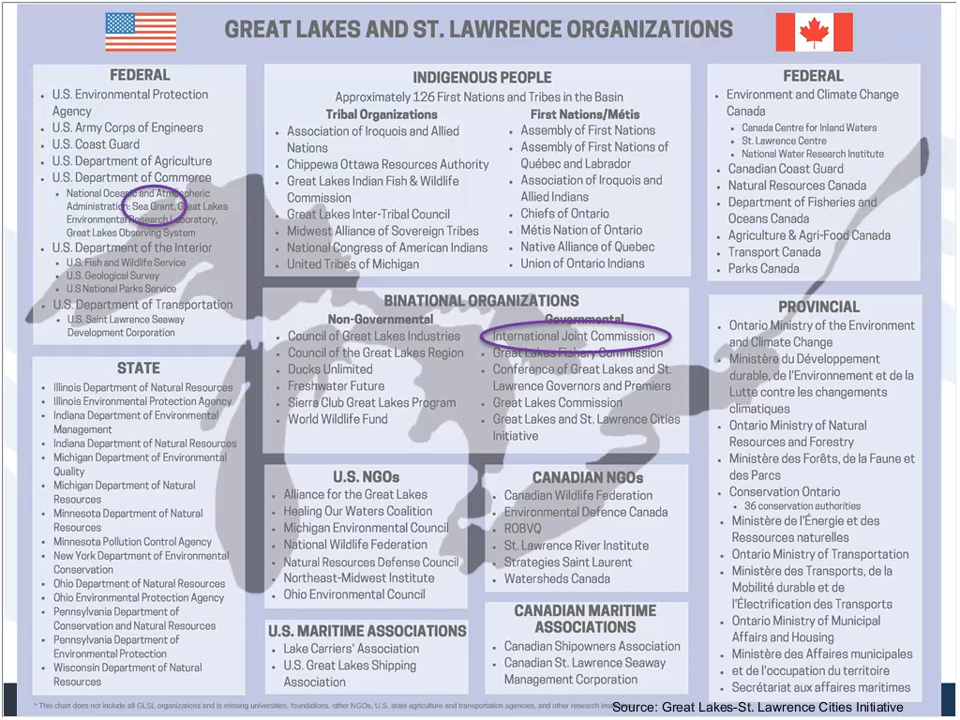 GREAT LAKES AND ST. LAWRENCE ORGANIZATIONS
FEDERAL
• U.S. Environmental Protection
Agency
• U.S. Army Corps of Engineers
• U.S. Coast Guard
• U.S. Department of Agriculture
• U.S. Department of Commerce
• National Oceanic and Atmospheric
Administration: Sea Grant, Great Lakes
Environmental Research Laboratory,
Great Lakes Observing System
• U.S. Department of the Interior
• U.S. Fish and Wildlife Service
• U.S. Geological Survey
• U.S National Parks Service
• U.S. Department of Transportation
• U.S. Saint Lawrence Seaway
Development Corporation
STATE
• Illinois Department of Natural Resources
• Illinois Environmental Protection Agency
• Indiana Department of Environmental
Management
• Indiana Department of Natural Resources
• Michigan Department of Environmental
Quality
• Michigan Department of Natural
Resources
• Minnesota Department of Natural
Resources
• Minnesota Pollution Control Agency
• New York Department of Environmental
Conservation
• Ohio Department of Natural Resources
• Ohio Environmental Protection Agency
• Pennsylvania Department of
Conservation and Natural Resources
• Pennsylvania Department of
Environmental Protection
• Wisconsin Department of Natural
Resources
INDIGENOUS PEOPLE
Approximately 126 First Nations and Tribes in the Basin
Tribal Organizations
• Association of Iroquois and Allied
Nations
• Chippewa Ottawa Resources Authority
• Great Lakes Indian Fish & Wildlife
Commission
• Great Lakes Inter-Tribal Council
• Midwest Alliance of Sovereign Tribes
• National Congress of American Indians
• United Tribes of Michigan
First Nations/Métis
• Assembly of First Nations
• Assembly of First Nations of
Québec and Labrador
• Association of Iroquois and
Allied Indians
• Chiefs of Ontario
• Métis Nation of Ontario
• Native Alliance of Quebec
• Union of Ontario Indians
BINATIONAL ORGANIZATIONS
Non-Governmental
• Council of Great Lakes Industries
• Council of the Great Lakes Region
• Ducks Unlimited
• Freshwater Future
• Sierra Club Great Lakes Program
• World Wildlife Fund
Governmental
International Joint Commission
• Great Lakes Fishery Commission
• Conference of Great Lakes and St.
Lawrence Governors and Premiers
• Great Lakes Commission
• Great Lakes and St. Lawrence Cities
Initiative
U.S. NGOs
• Alliance for the Great Lakes
• Healing Our Waters Coalition
• Michigan Environmental Council
• National Wildlife Federation
• Natural Resources Defense Council
• Northeast-Midwest Institute
• Ohio Environmental Council
CANADIAN NGOs
• Canadian Wildlife Federation
• Environmental Defence Canada
• ROBVQ
• St. Lawrence River Institute
• Strategies Saint Laurent
• Watersheds Canada
U.S. MARITIME ASSOCIATIONS
• Lake Carriers' Association
• U.S. Great Lakes Shipping
Association
CANADIAN MARITIME
ASSOCIATIONS
• Canadian Shipowners Association
• Canadian St. Lawrence Seaway
Management Corporation
FEDERAL
• Environment and Climate Change
Canada
• Canada Centre for Inland Waters
• St. Lawrence Centre
• National Water Research Institute
• Canadian Coast Guard
• Natural Resources Canada
• Department of Fisheries and
Oceans Canada
• Agriculture & Agri-Food Canada
• Transport Canada
• Parks Canada
PROVINCIAL
• Ontario Ministry of the Environment
and Climate Change
• Ministère du Développement
durable, de l'Environnement et de la
Lutte contre les changements
climatiques
• Ontario Ministry of Natural
Resources and Forestry
• Ministère des Forêts, de la Faune et
des Parcs
• Conservation Ontario
• 36 conservation authorities
• Ministère de l'Énergie et des
Ressources naturelles
• Ontario Ministry of Transportation
• Ministère des Transports, de la
Mobilité durable et de
l'Électrification des Transports
• Ontario Ministry of Municipal
Affairs and Housing
• Ministère des Affaires municipales
• et de l'occupation du territoire
• Secrétariat aux affaires maritimes
* This chart does not include all GLSL organizations and is missing universities, foundations, other NGOs, U.S. state agriculture and transportation agencies, and other research
Source: Great Lakes-St. Lawrence Cities Initiative